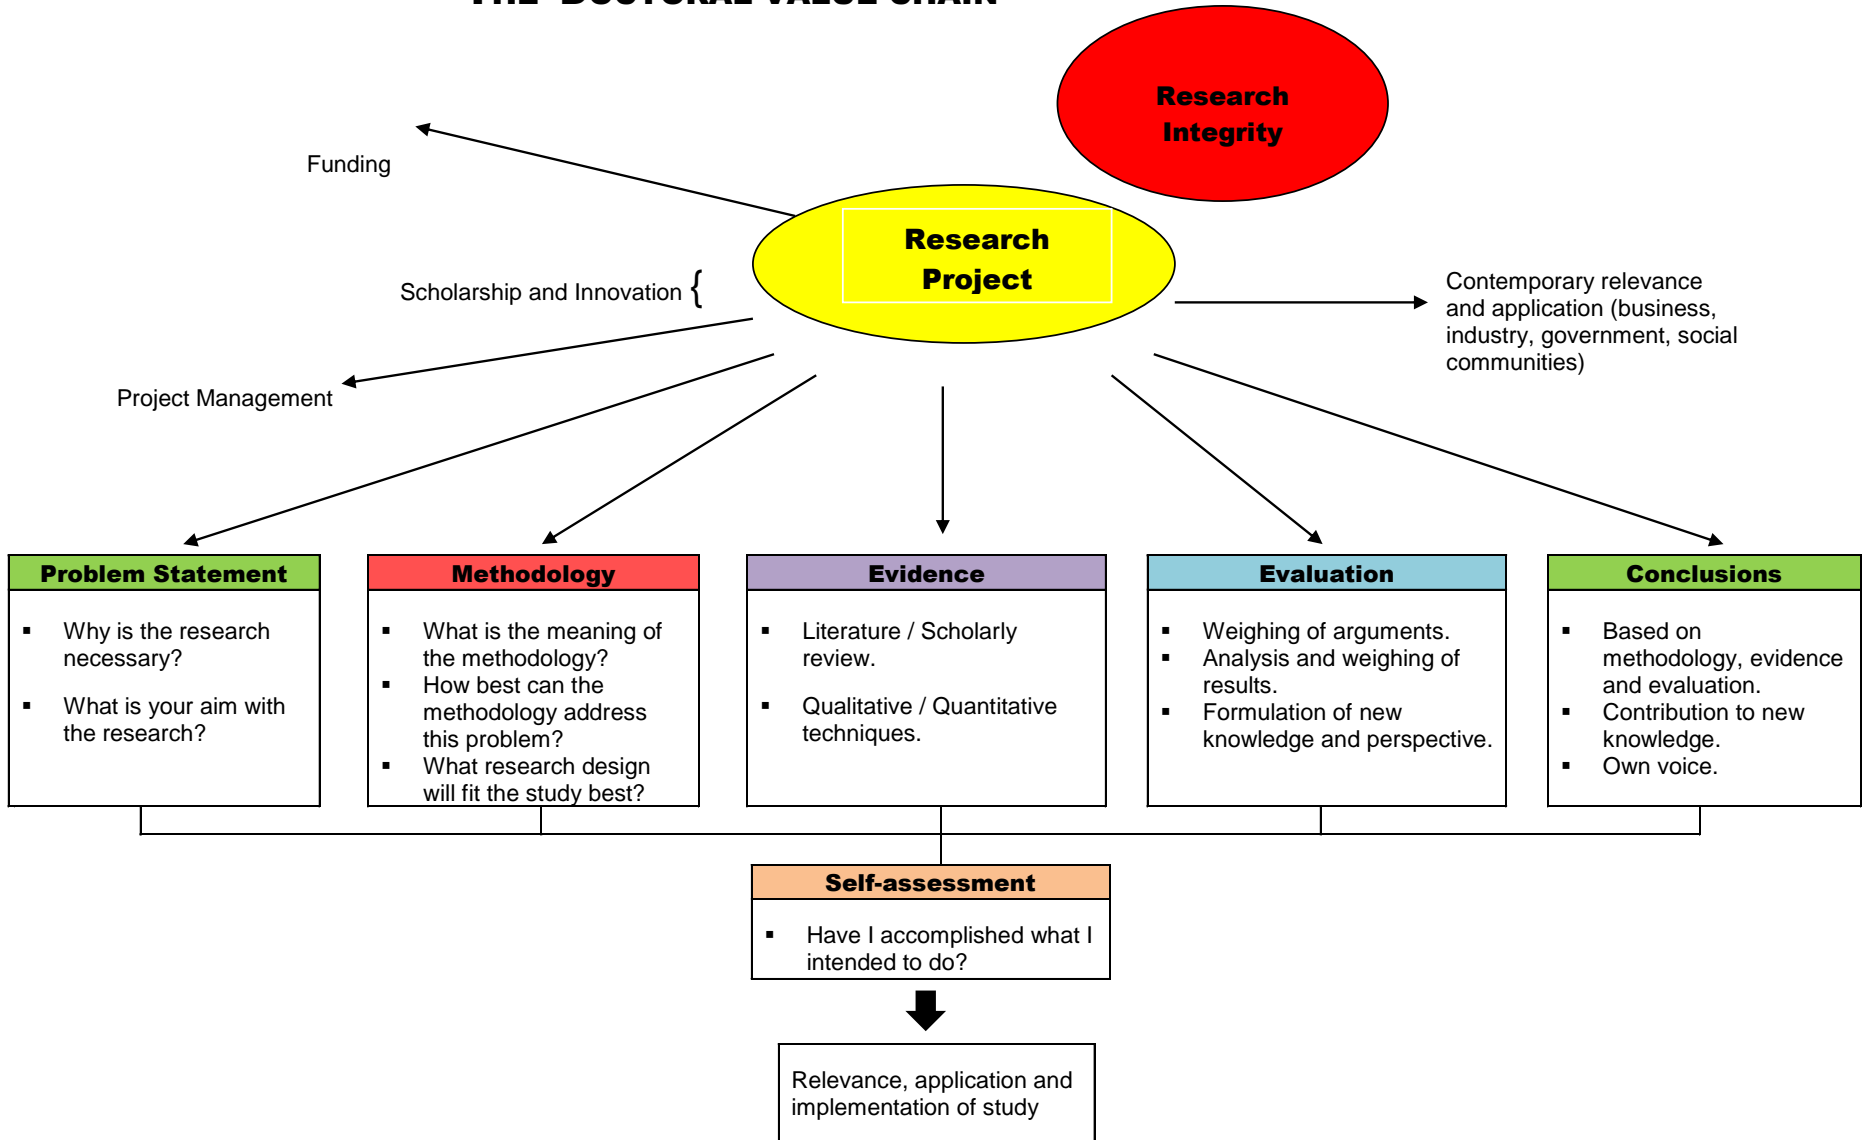 THE DOCTORAL VALUE CHAIN
Research
Integrity
Funding
Research
Project
Scholarship and Innovation {
Contemporary relevance
and application (business,
industry, government, social
communities)
Project Management
Problem Statement
▪ Why is the research
necessary?
▪ What is your aim with
the research?
Methodology
▪ What is the meaning of
the methodology?
▪ How best can the
methodology address
this problem?
▪ What research design
will fit the study best?
Evidence
▪ Literature / Scholarly
review.
▪ Qualitative / Quantitative
techniques.
Evaluation
▪ Weighing of arguments.
▪ Analysis and weighing of
results.
▪ Formulation of new
knowledge and perspective.
Conclusions
▪ Based on
methodology, evidence
and evaluation.
▪ Contribution to new
knowledge.
▪ Own voice.
Self-assessment
▪ Have I accomplished what I
intended to do?
Relevance, application and
implementation of study